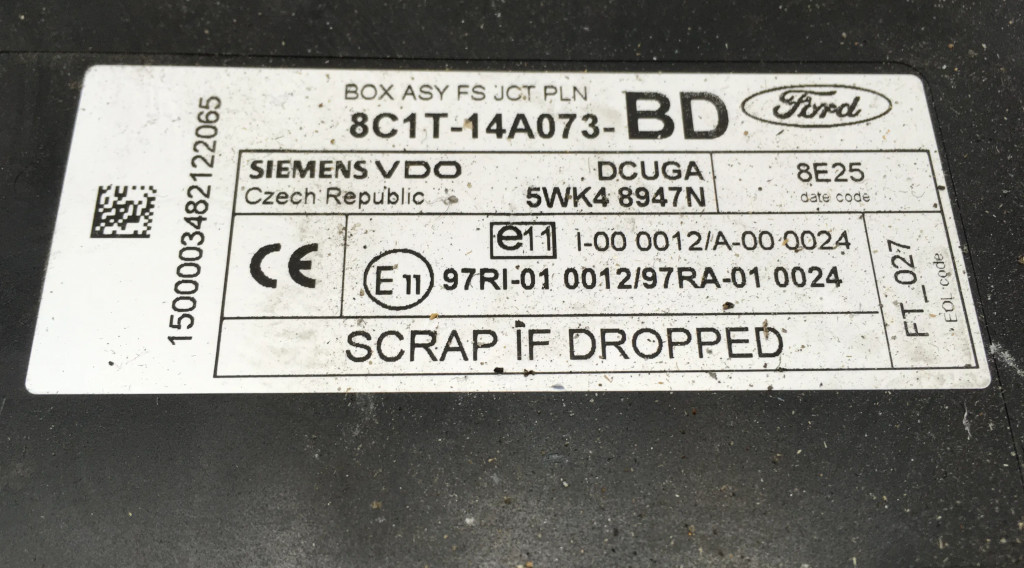 BOX ASY FS JCT PLN
8C1T-14A073-BD
Ford
1500003482122065
SIEMENS VDO
Czech Republic
DCUGA
5WK4 8947N
8E25
date code
CE
e11 I-00 0012/A-00 0024
E11 97RI-01 0012/97RA-01 0024
FT_027
EOL code
SCRAP IF DROPPED